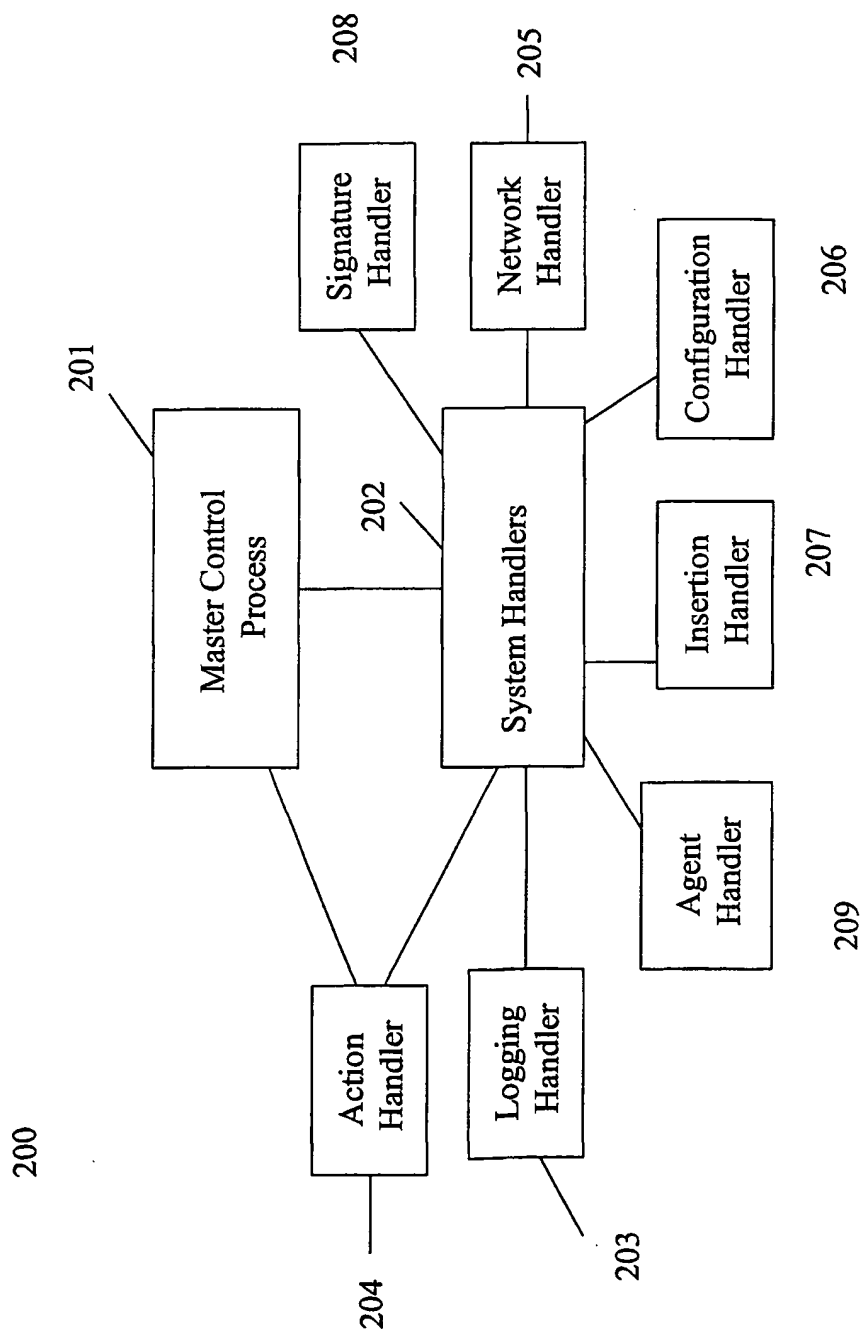 200
201
Master Control
Process
208
Signature
Handler
Action
Handler
204
202
System Handlers
205
Network
Handler
Logging
Handler
203
Agent
Handler
209
Insertion
Handler
207
Configuration
Handler
206